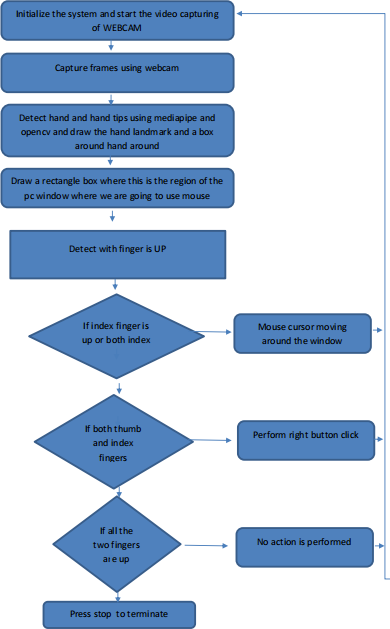 Initialize the system and start the video capturing
of WEBCAM
Capture frames using webcam
Detect hand and hand tips using mediapipe and
opencv and draw the hand landmark and a box
around hand around
Draw a rectangle box where this is the region of the
pc window where we are going to use mouse
Detect with finger is UP
If index finger is
up or both index
Mouse cursor moving
around the window
If both thumb
and index
fingers
Perform right button click
If all the
two fingers
are up
No action is performed
Press stop to terminate